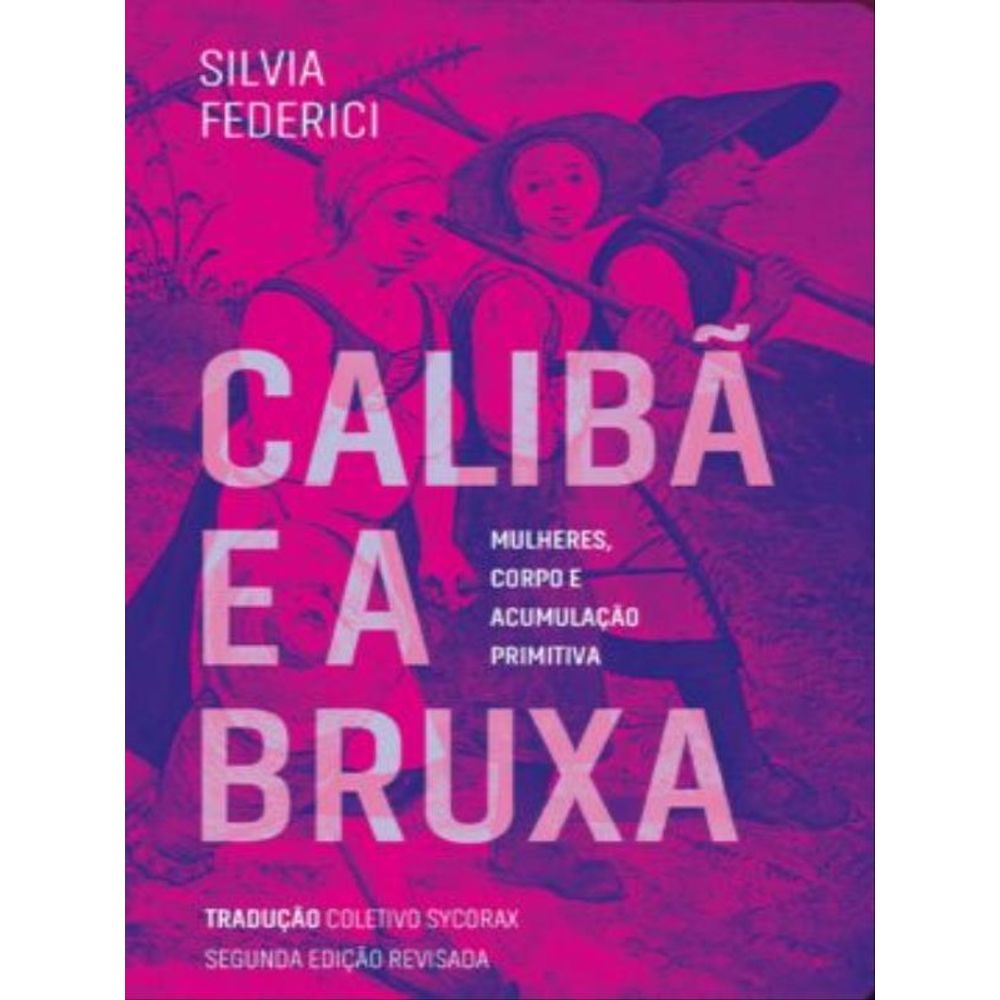 SILVIA
FEDERICI
CALIBÃ
E A
BRUXA
MULHERES,
CORPO E
ACUMULAÇÃO
PRIMITIVA
TRADUÇÃO COLETIVO SYCORAX
SEGUNDA EDIÇÃO REVISADA